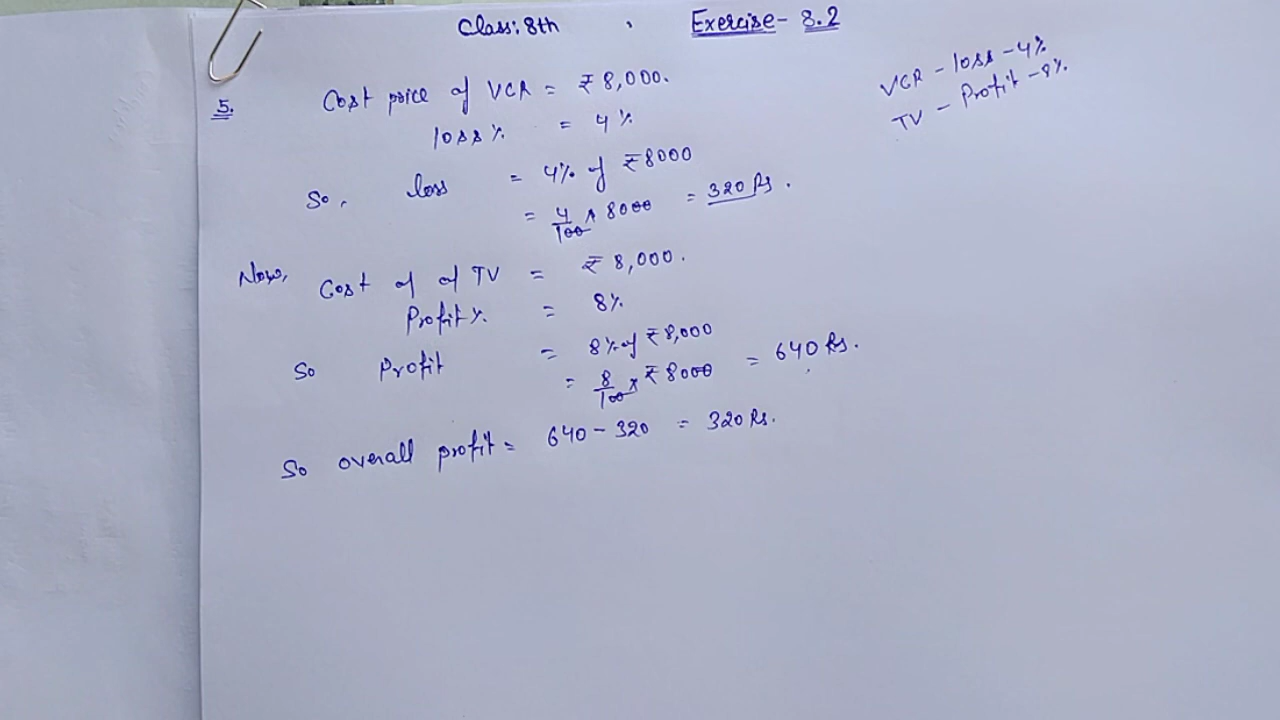 Class: 8th Exercise- 8.2
VCR - loss - 4%
TV - Profit - 8%
5. Cost price of VCR = ₹ 8,000.
loss% = 4%
So, loss = 4% of ₹8000
= 4/100 x 8000 = 320 Rs.
Now, Cost of of TV = ₹ 8,000.
Profit% = 8%
So Profit = 8% of ₹8,000
= 8/100 x ₹8000 = 640 Rs.
So overall profit = 640 - 320 = 320 Rs.